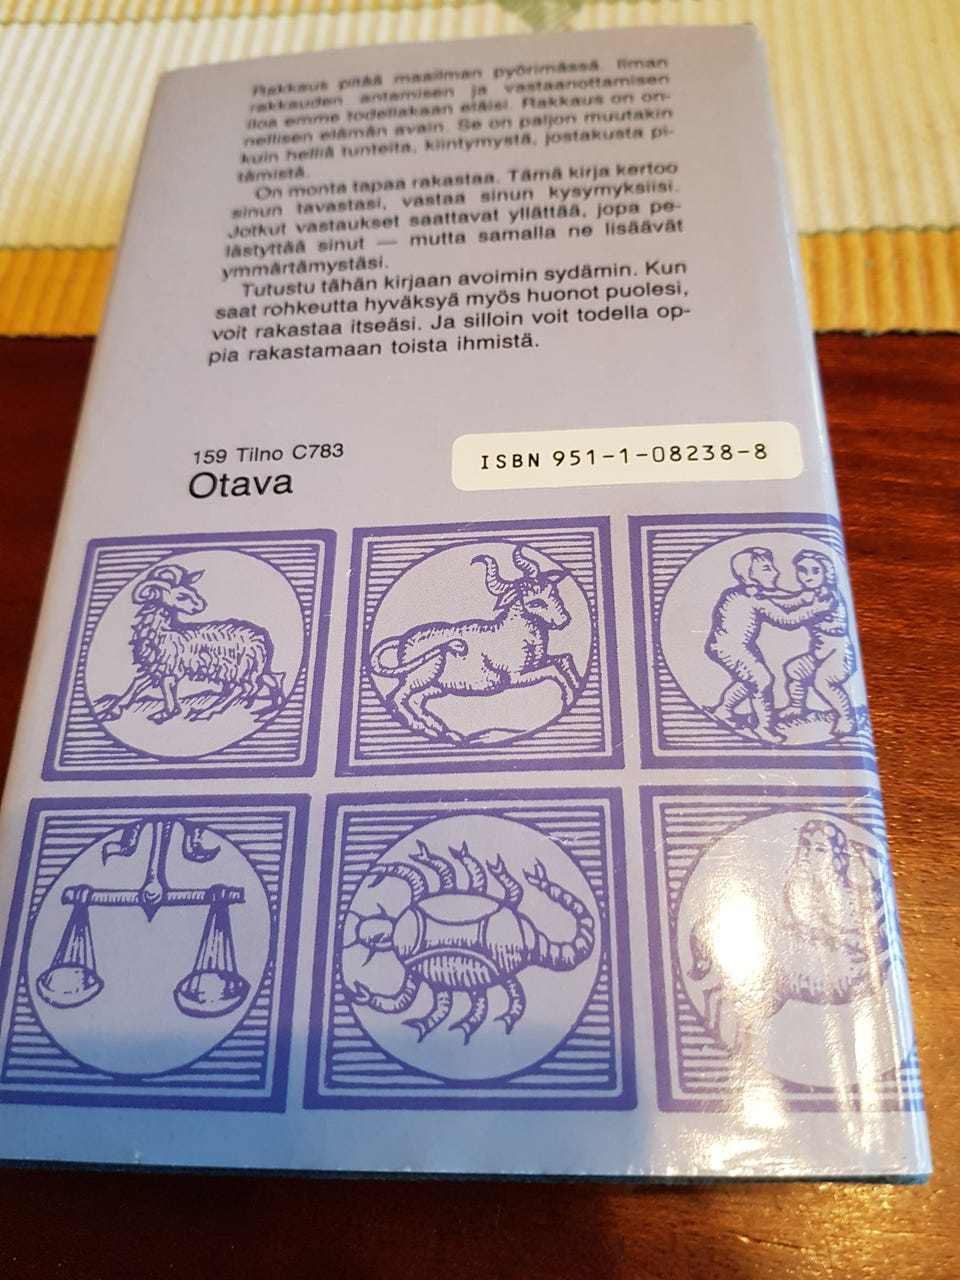 Rakkaus pitää maailman pyörimässä. Ilman
rakkauden antamisen ja vastaanottamisen
iloa emme todellakaan eläisi. Rakkaus on on-
nellisen elämän avain. Se on paljon muutakin
kuin helliä tunteita, kiintymystä, jostakusta pi-
tämistä.
On monta tapaa rakastaa. Tämä kirja kertoo
sinun tavastasi, vastaa sinun kysymyksiisi.
Jotkut vastaukset saattavat yllättää, jopa pe-
lästyttää sinut — mutta samalla ne lisäävät
ymmärtämystäsi.
Tutustu tähän kirjaan avoimin sydämin. Kun
saat rohkeutta hyväksyä myös huonot puolesi,
voit rakastaa itseäsi. Ja silloin voit todella op-
pia rakastamaan toista ihmistä.
159 Tilno C783
Otava
ISBN 951-1-08238-8